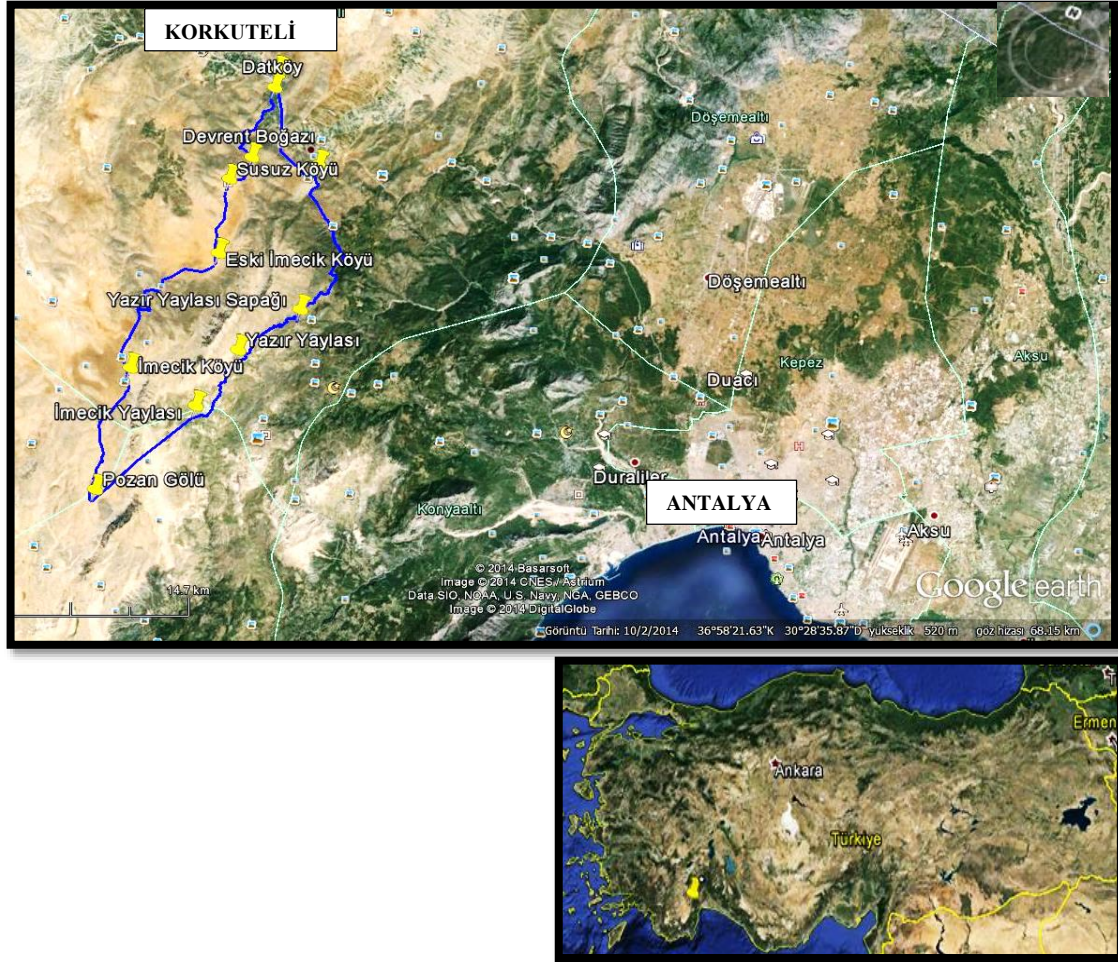 KORKUTELİ
Datköy
Devrent Boğazı
Susuz Köyü
Eski İmecik Köyü
Yazır Yaylası Sapağı
Yazır Yaylası
İmecik Köyü
İmecik Yaylası
Pozan Gölü
Döşemealtı
Döşemealtı
Kepez
Aksu
Duacı
Duraliler
Konyaaltı
ANTALYA
Antalya
Antalya
Aksu
14.7 km
© 2014 Basarsoft
Image © 2014 CNES / Astrium
Data SIO, NOAA, U.S. Navy, NGA, GEBCO
Image © 2014 DigitalGlobe
Google earth
Görüntü Tarihi: 10/2/2014 36°58'21.63"K 30°28'35.87"D yükseklik 520 m göz hizası 68.15 km
Ankara
Türkiye
Ermen